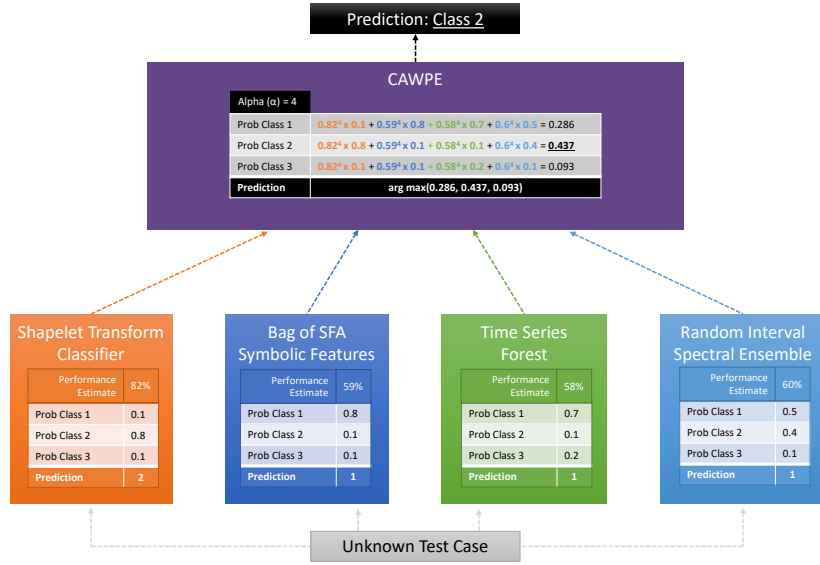 Prediction: Class 2
CAWPE
Alpha (α) = 4
Prob Class 1 0.82⁴ x 0.1 + 0.59⁴ x 0.8 + 0.58⁴ x 0.7 + 0.6⁴ x 0.5 = 0.286
Prob Class 2 0.82⁴ x 0.8 + 0.59⁴ x 0.1 + 0.58⁴ x 0.1 + 0.6⁴ x 0.4 = 0.437
Prob Class 3 0.82⁴ x 0.1 + 0.59⁴ x 0.1 + 0.58⁴ x 0.2 + 0.6⁴ x 0.1 = 0.093
Prediction arg max(0.286, 0.437, 0.093)
Shapelet Transform
Classifier
Performance
Estimate 82%
Prob Class 1 0.1
Prob Class 2 0.8
Prob Class 3 0.1
Prediction 2
Bag of SFA
Symbolic Features
Performance
Estimate 59%
Prob Class 1 0.8
Prob Class 2 0.1
Prob Class 3 0.1
Prediction 1
Time Series
Forest
Performance
Estimate 58%
Prob Class 1 0.7
Prob Class 2 0.1
Prob Class 3 0.2
Prediction 1
Random Interval
Spectral Ensemble
Performance
Estimate 60%
Prob Class 1 0.5
Prob Class 2 0.4
Prob Class 3 0.1
Prediction 1
Unknown Test Case